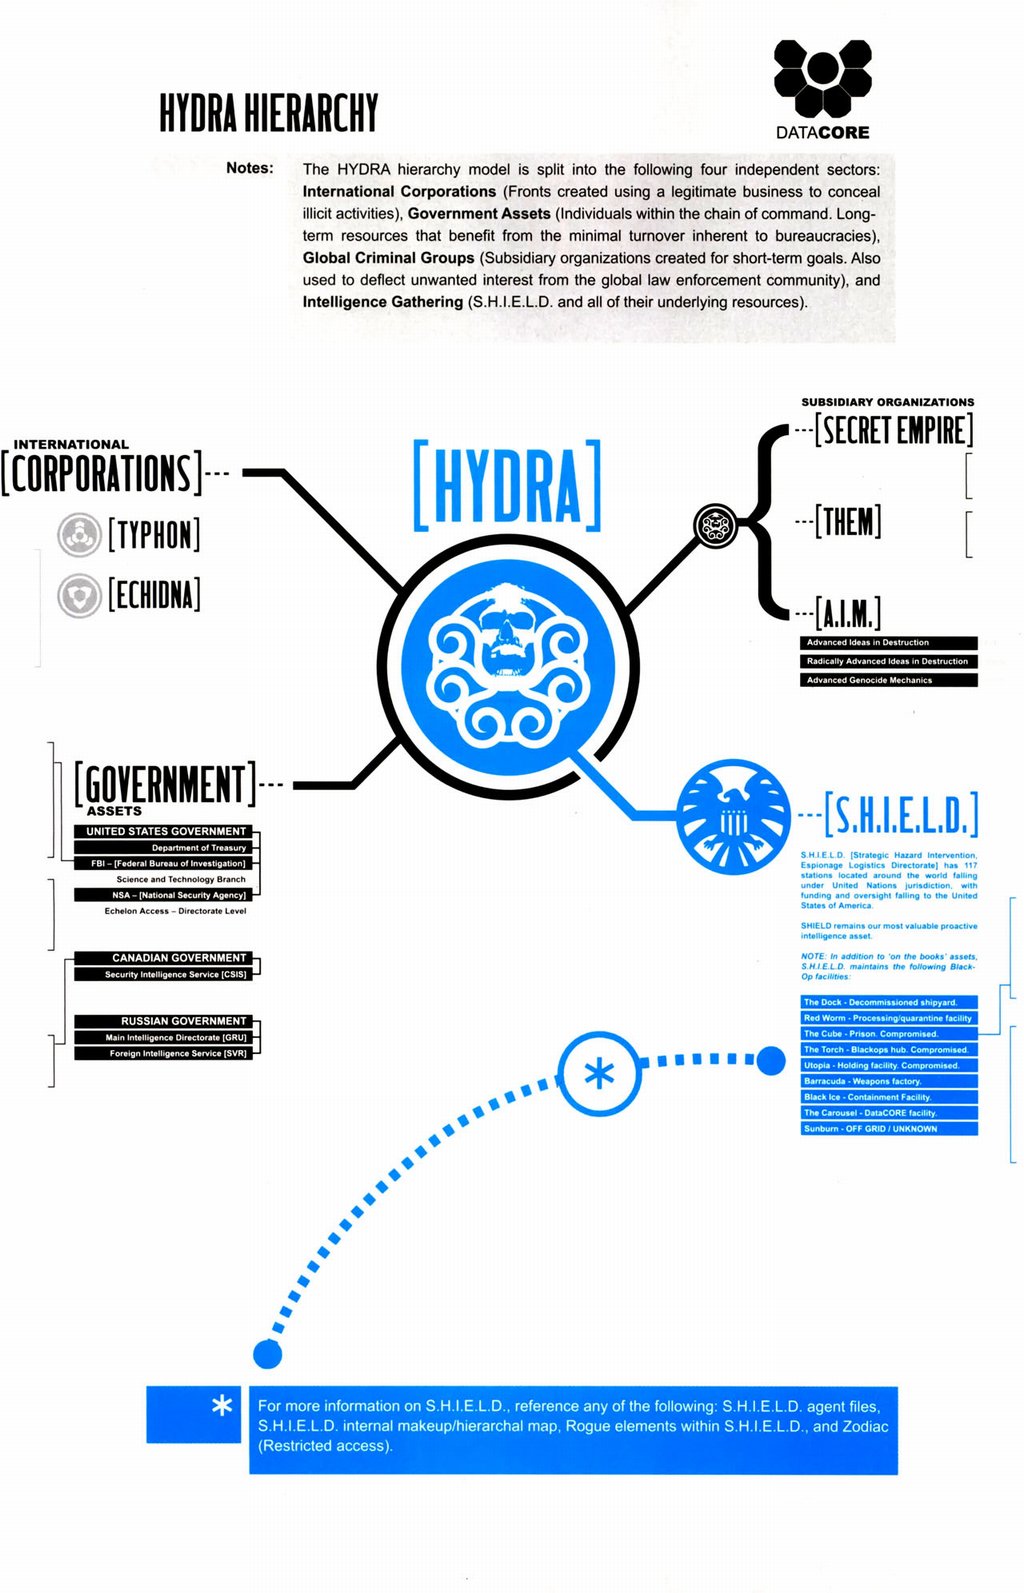 DATACORE
HYDRA HIERARCHY
Notes:
The HYDRA hierarchy model is split into the following four independent sectors:
International Corporations (Fronts created using a legitimate business to conceal
illicit activities), Government Assets (Individuals within the chain of command. Long-
term resources that benefit from the minimal turnover inherent to bureaucracies),
Global Criminal Groups (Subsidiary organizations created for short-term goals. Also
used to deflect unwanted interest from the global law enforcement community), and
Intelligence Gathering (S.H.I.E.L.D. and all of their underlying resources).
INTERNATIONAL
[CORPORATIONS]
[TYPHON]
[ECHIDNA]
[HYDRA]
SUBSIDIARY ORGANIZATIONS
[SECRET EMPIRE]
[THEM]
[A.I.M.]
Advanced Ideas in Destruction
Radically Advanced Ideas in Destruction
Advanced Genocide Mechanics
[GOVERNMENT]
ASSETS
UNITED STATES GOVERNMENT
Department of Treasury
FBI – [Federal Bureau of Investigation]
Science and Technology Branch
NSA – [National Security Agency]
Echelon Access – Directorate Level
CANADIAN GOVERNMENT
Security Intelligence Service [CSIS]
RUSSIAN GOVERNMENT
Main Intelligence Directorate [GRU]
Foreign Intelligence Service [SVR]
[S.H.I.E.L.D.]
S.H.I.E.L.D. [Strategic Hazard Intervention,
Espionage Logistics Directorate] has 117
stations located around the world falling
under United Nations jurisdiction, with
funding and oversight falling to the United
States of America.
SHIELD remains our most valuable proactive
intelligence asset.
NOTE: In addition to 'on the books' assets,
S.H.I.E.L.D. maintains the following Black-
Op facilities:
The Dock - Decommissioned shipyard.
Red Worm - Processing/quarantine facility
The Cube - Prison. Compromised.
The Torch - Blackops hub. Compromised.
Utopia - Holding facility. Compromised.
Barracuda - Weapons factory.
Black Ice - Containment Facility.
The Carousel - DataCORE facility.
Sunburn - OFF GRID / UNKNOWN
*
* For more information on S.H.I.E.L.D., reference any of the following: S.H.I.E.L.D. agent files,
S.H.I.E.L.D. internal makeup/hierarchal map, Rogue elements within S.H.I.E.L.D., and Zodiac
(Restricted access).